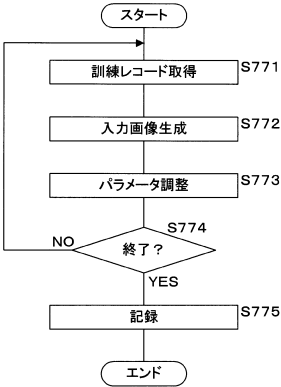 スタート
訓練レコード取得
S771
入力画像生成
S772
パラメータ調整
S773
S774
終了？
NO
YES
記録
S775
エンド